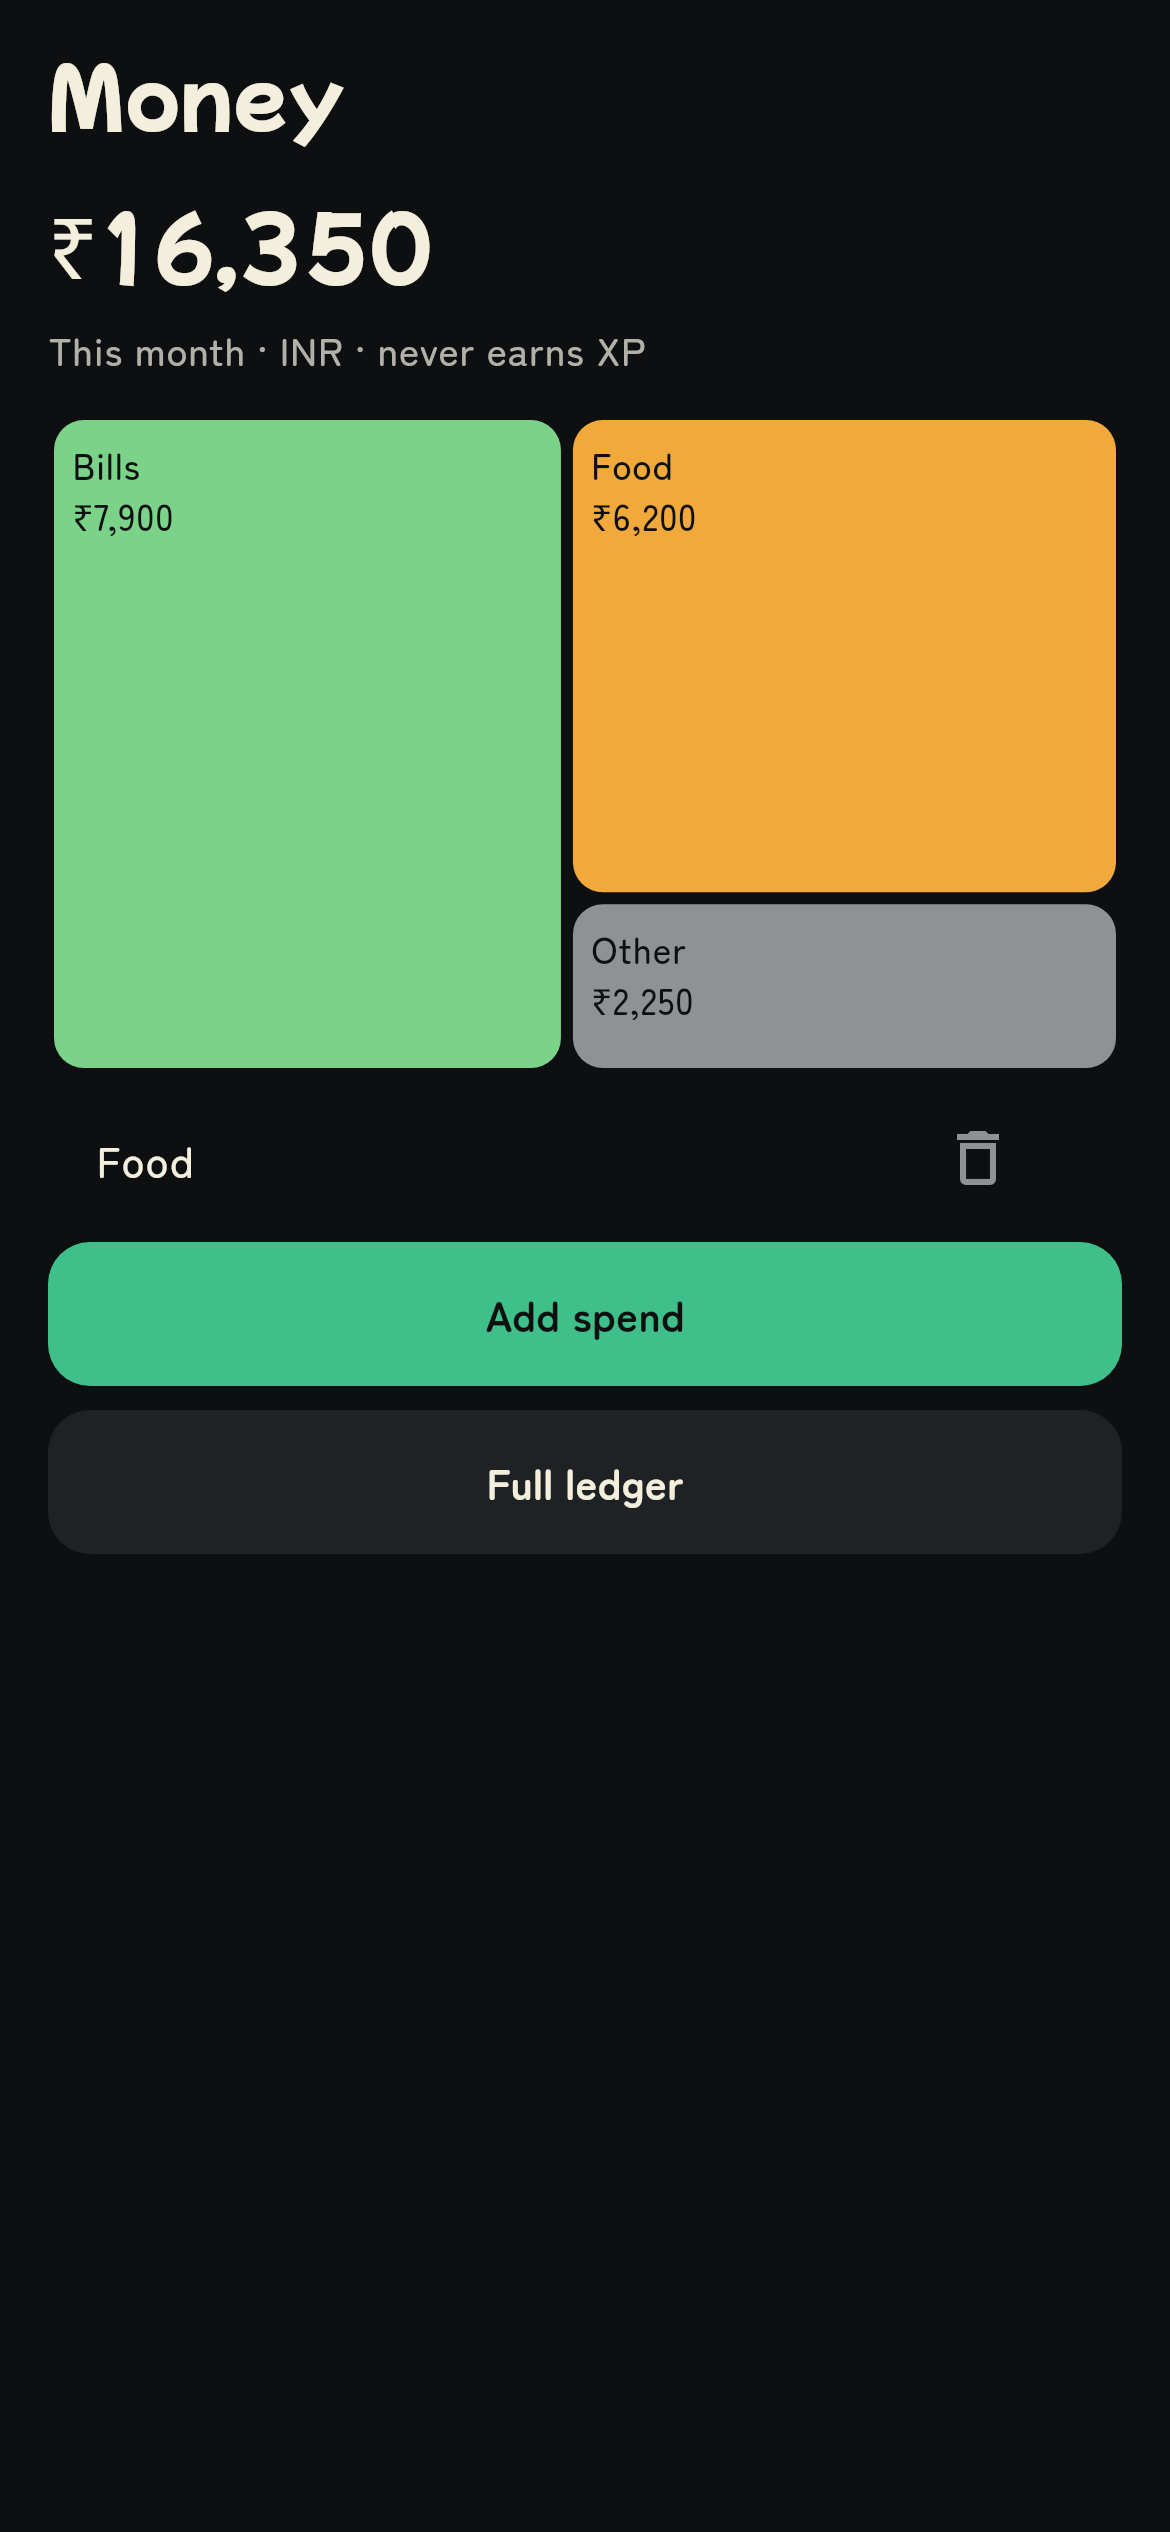 Money
₹16,350
This month · INR · never earns XP
Bills
₹7,900
Food
₹6,200
Other
₹2,250
Food
Add spend
Full ledger